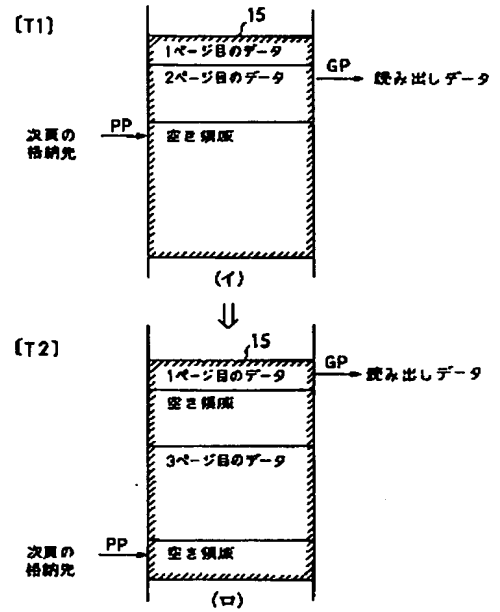 [T1]
15
1ページ目のデータ
2ページ目のデータ
GP
読み出しデータ
次頁の
格納先
PP
空き領域
(イ)
⇓
[T2]
15
1ページ目のデータ
GP
読み出しデータ
空き領域
3ページ目のデータ
次頁の
格納先
PP
空き領域
(ロ)